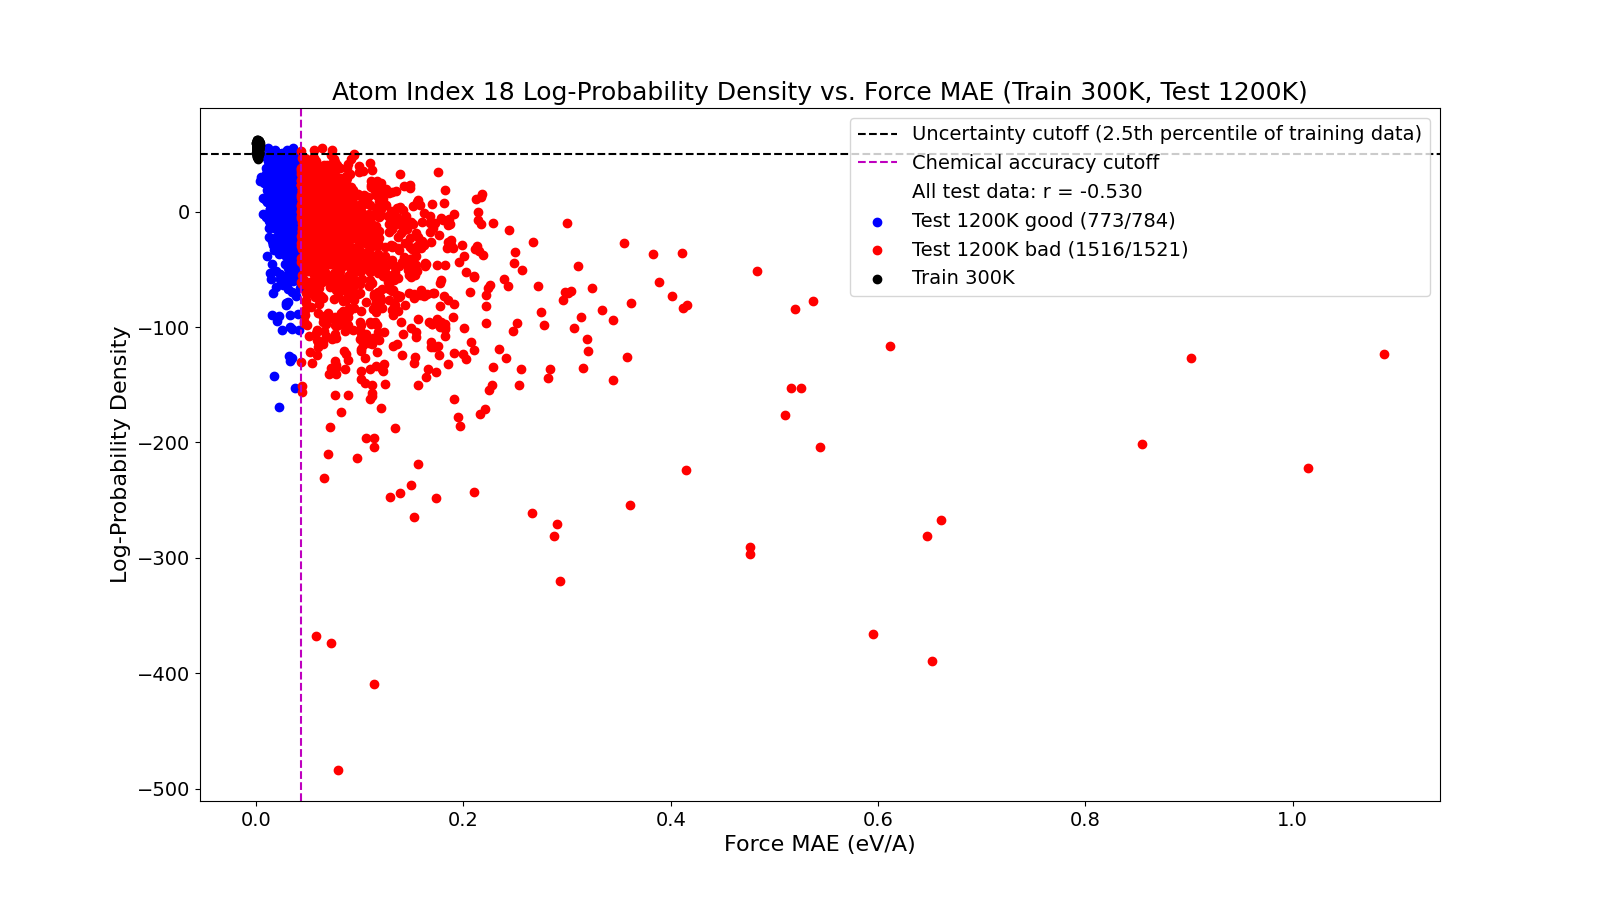 Atom Index 18 Log-Probability Density vs. Force MAE (Train 300K, Test 1200K)
Uncertainty cutoff (2.5th percentile of training data)
Chemical accuracy cutoff
All test data: r = -0.530
Test 1200K good (773/784)
Test 1200K bad (1516/1521)
Train 300K
Log-Probability Density
0
−100
−200
−300
−400
−500
0.0 0.2 0.4 0.6 0.8 1.0
Force MAE (eV/A)